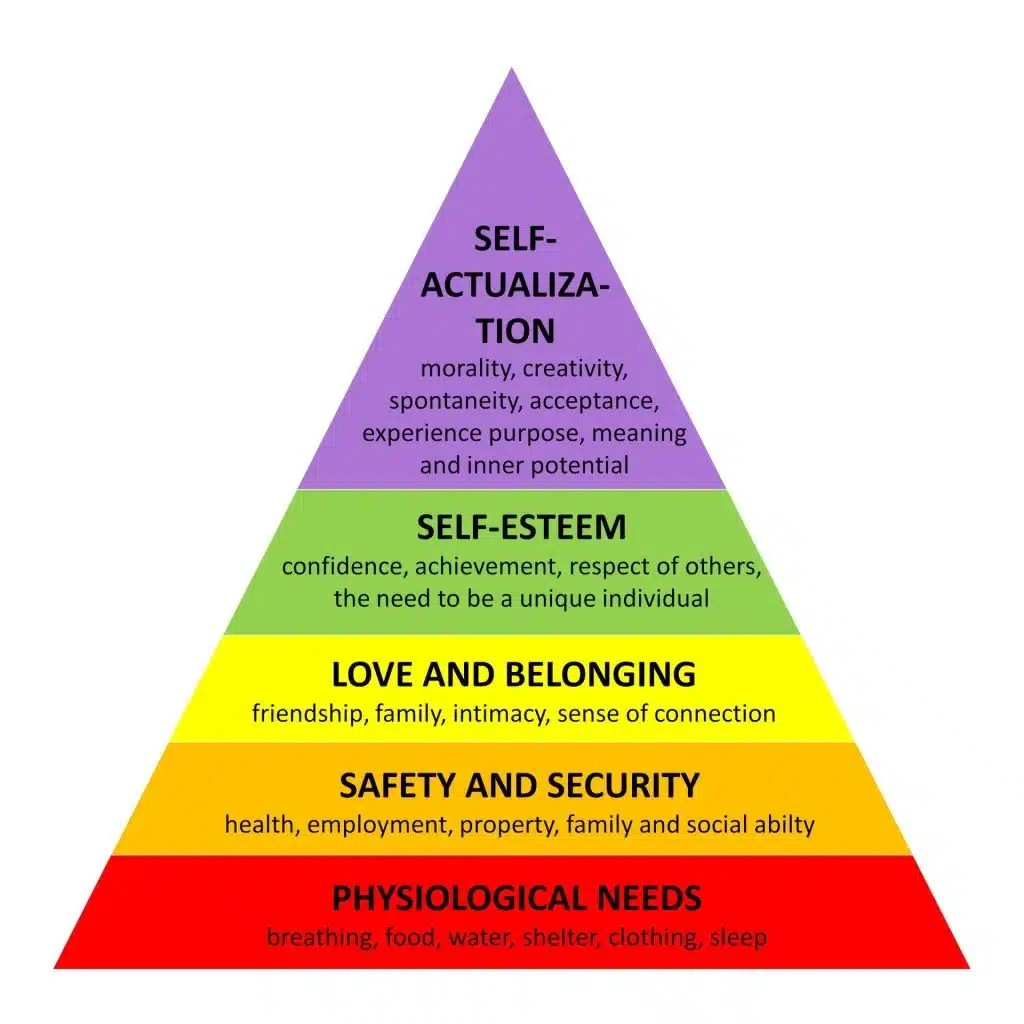 SELF-
ACTUALIZA-
TION
morality, creativity,
spontaneity, acceptance,
experience purpose, meaning
and inner potential
SELF-ESTEEM
confidence, achievement, respect of others,
the need to be a unique individual
LOVE AND BELONGING
friendship, family, intimacy, sense of connection
SAFETY AND SECURITY
health, employment, property, family and social abilty
PHYSIOLOGICAL NEEDS
breathing, food, water, shelter, clothing, sleep